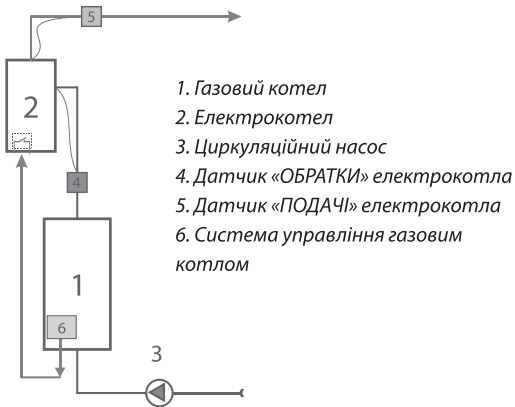 5
2
1. Газовий котел
2. Електрокотел
3. Циркуляційний насос
4. Датчик «ОБРАТКИ» електрокотла
5. Датчик «ПОДАЧІ» електрокотла
6. Система управління газовим
котлом
4
1
6
3